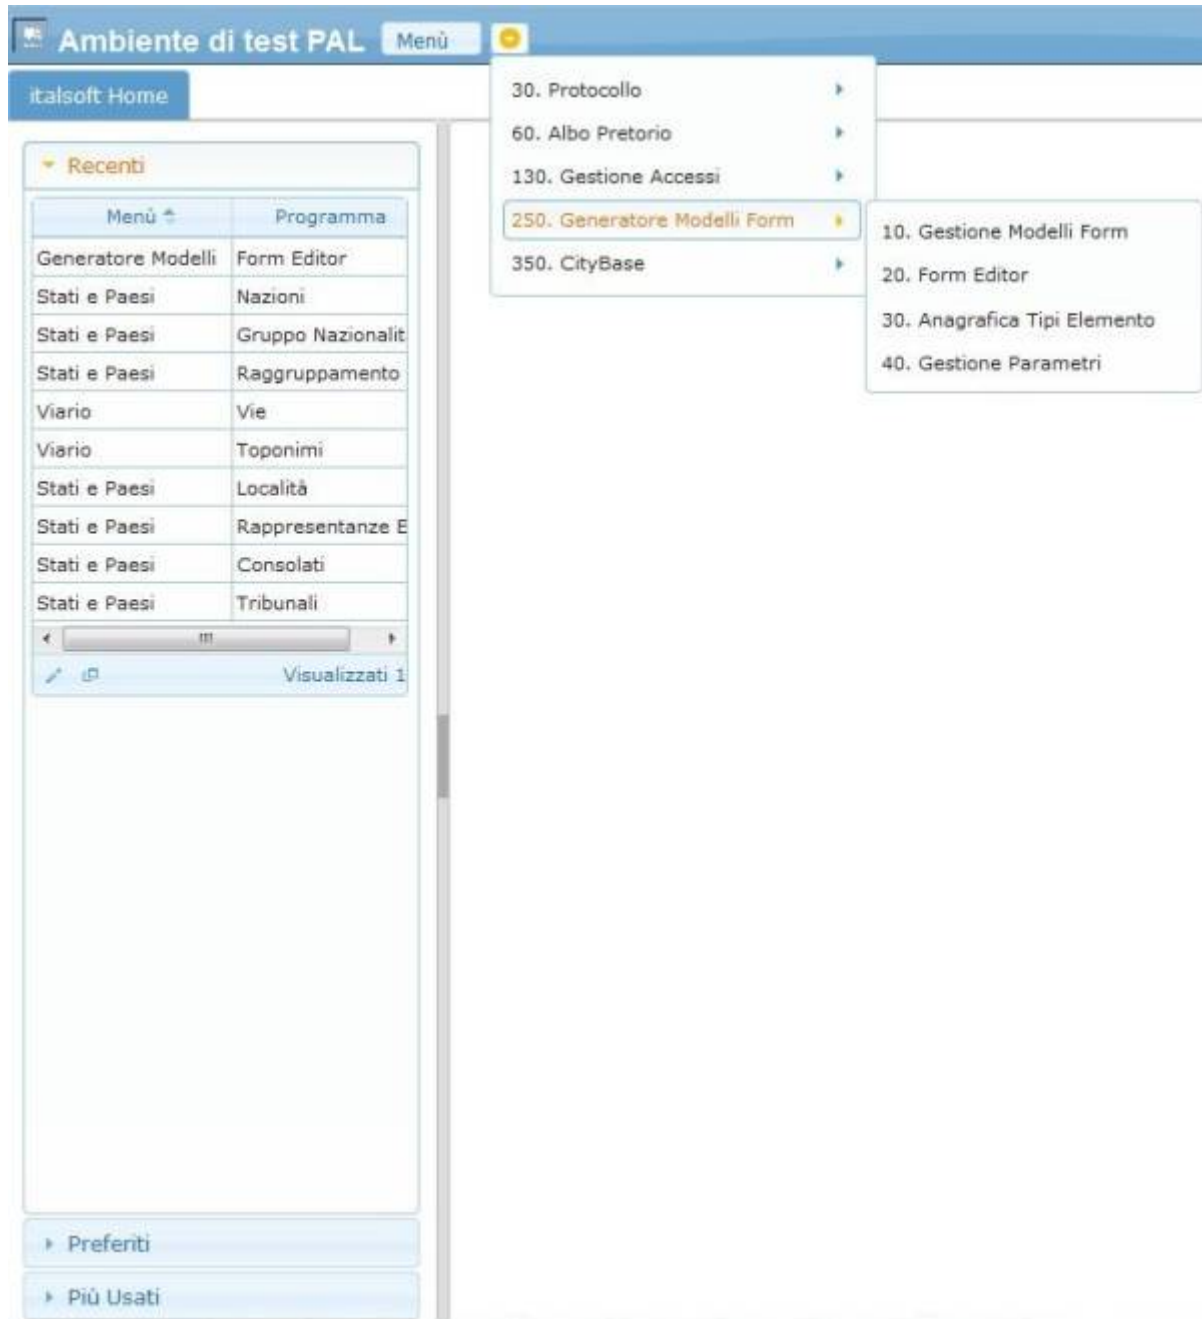 Ambiente di test PAL Menù
italsoft Home
30. Protocollo
60. Albo Pretorio
130. Gestione Accessi
250. Generatore Modelli Form
350. CityBase
10. Gestione Modelli Form
20. Form Editor
30. Anagrafica Tipi Elemento
40. Gestione Parametri
Recenti
Menù Programma
Generatore Modelli Form Editor
Stati e Paesi Nazioni
Stati e Paesi Gruppo Nazionalit
Stati e Paesi Raggruppamento
Viario Vie
Viario Toponimi
Stati e Paesi Località
Stati e Paesi Rappresentanze E
Stati e Paesi Consolati
Stati e Paesi Tribunali
Visualizzati 1
Preferiti
Più Usati